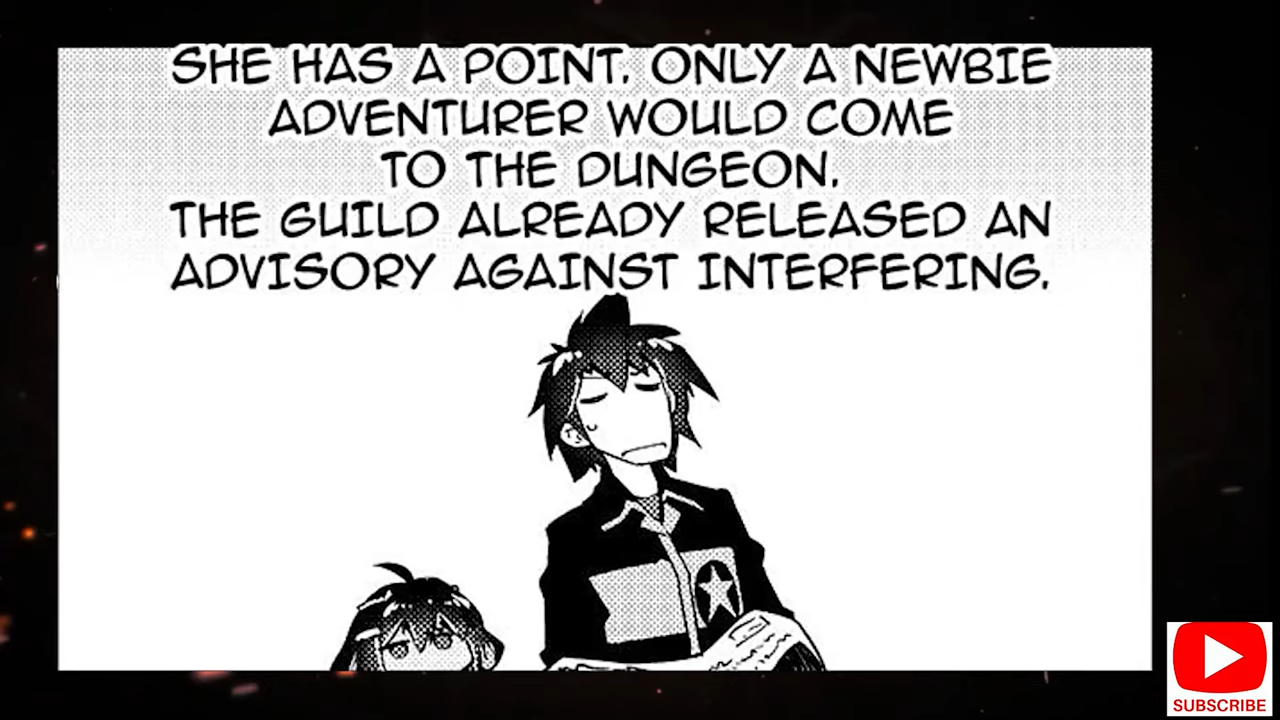 SHE HAS A POINT. ONLY A NEWBIE
ADVENTURER WOULD COME
TO THE DUNGEON.
THE GUILD ALREADY RELEASED AN
ADVISORY AGAINST INTERFERING.
SUBSCRIBE